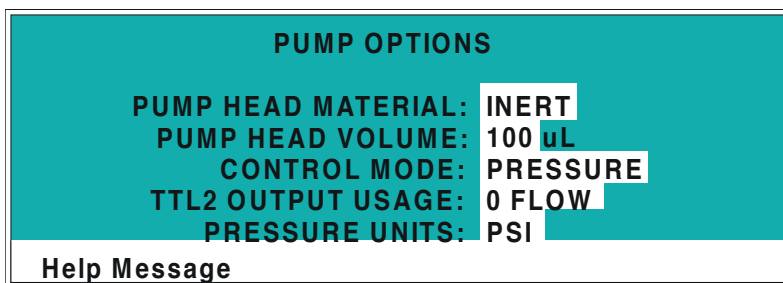 PUMP OPTIONS
PUMP HEAD MATERIAL: INERT
PUMP HEAD VOLUME: 100 uL
CONTROL MODE: PRESSURE
TTL2 OUTPUT USAGE: 0 FLOW
PRESSURE UNITS: PSI
Help Message